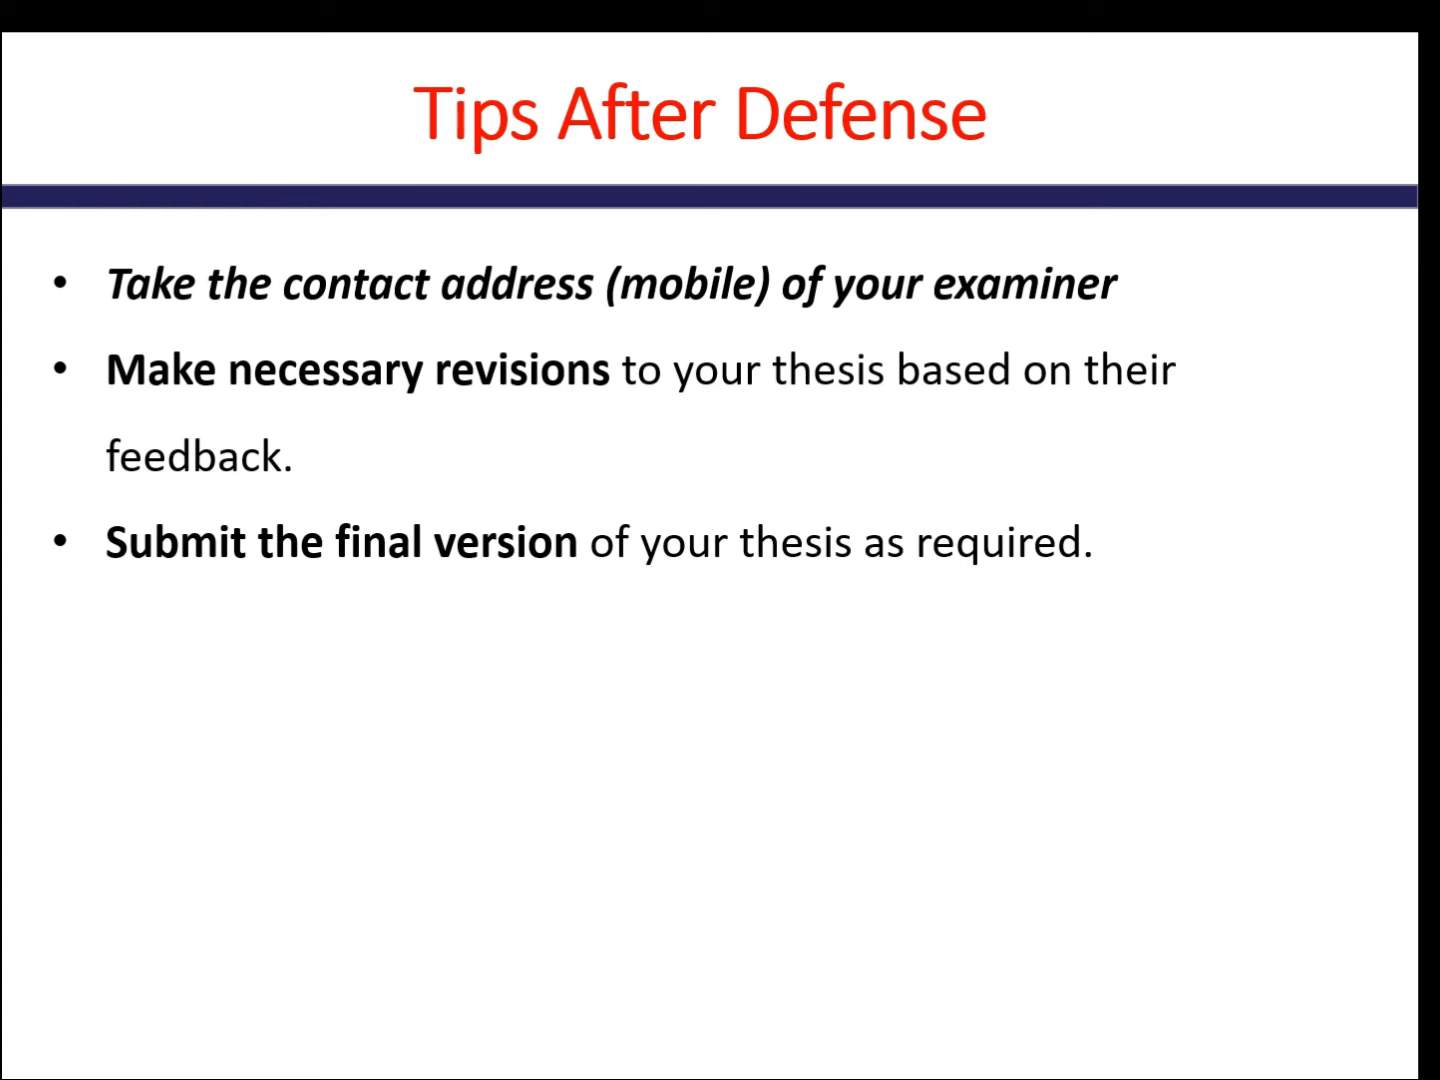 Tips After Defense
• Take the contact address (mobile) of your examiner
• Make necessary revisions to your thesis based on their
feedback.
• Submit the final version of your thesis as required.